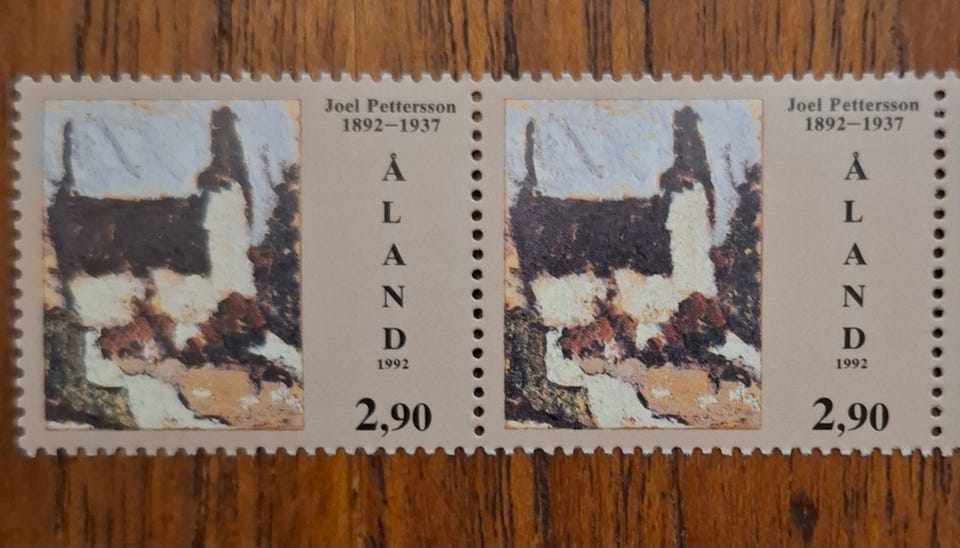 Joel Pettersson
1892–1937
Å
L
A
N
D
1992
2,90
Joel Pettersson
1892–1937
Å
L
A
N
D
1992
2,90